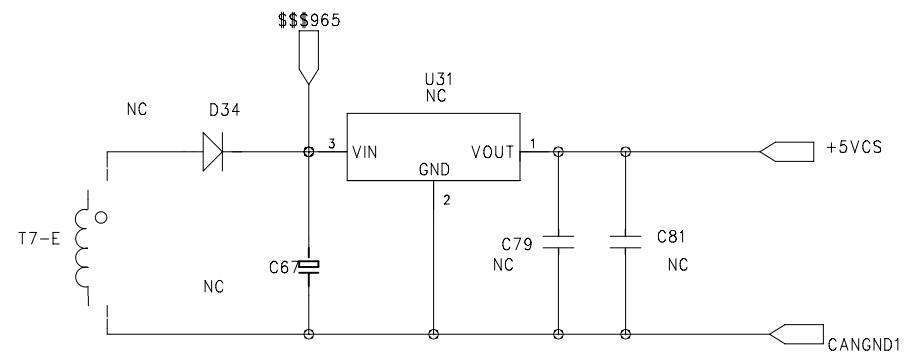 $$$965
U31
NC
NC
D34
3
VIN
VOUT
1
+5VCS
GND
2
T7-E
C67
NC
C79
NC
C81
NC
CANGND1